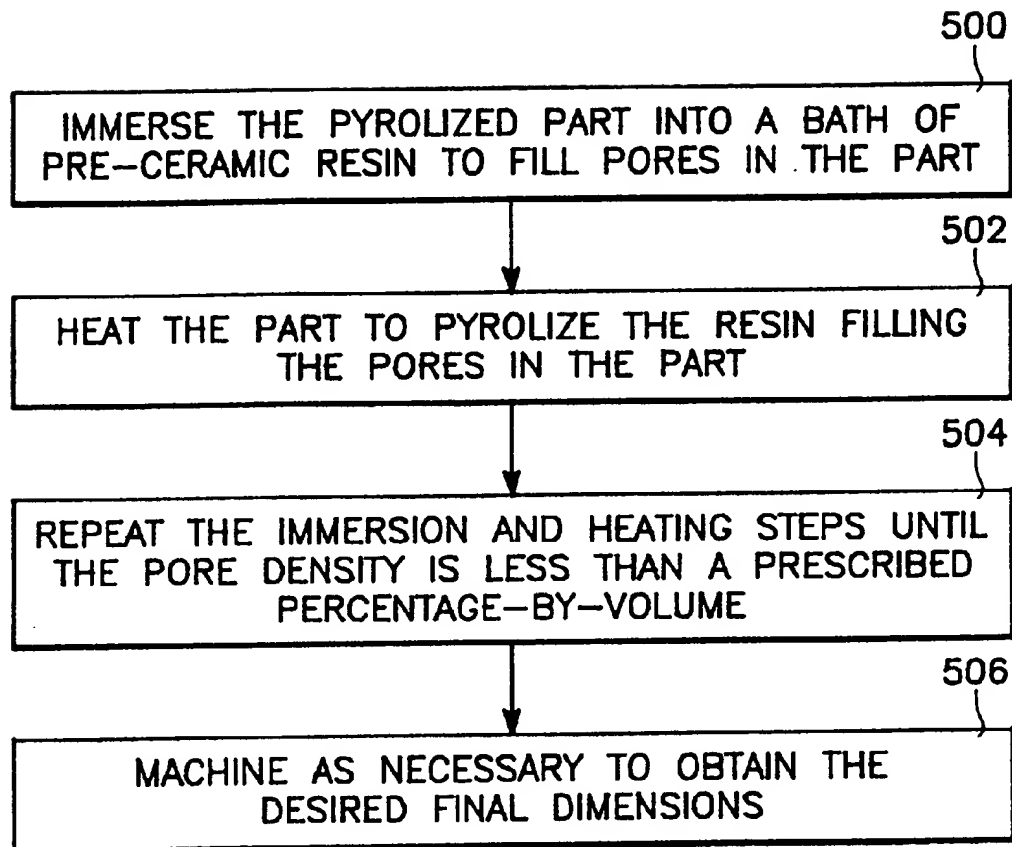 500
IMMERSE THE PYROLIZED PART INTO A BATH OF
PRE-CERAMIC RESIN TO FILL PORES IN THE PART
502
HEAT THE PART TO PYROLIZE THE RESIN FILLING
THE PORES IN THE PART
504
REPEAT THE IMMERSION AND HEATING STEPS UNTIL
THE PORE DENSITY IS LESS THAN A PRESCRIBED
PERCENTAGE-BY-VOLUME
506
MACHINE AS NECESSARY TO OBTAIN THE
DESIRED FINAL DIMENSIONS